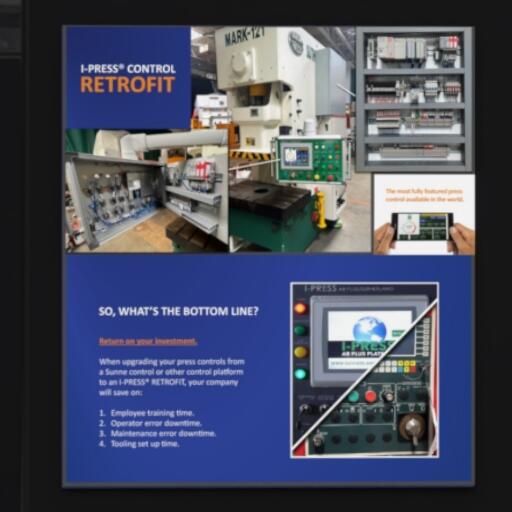 I-PRESS® CONTROL
RETROFIT
MARK-121
The most fully featured press
control available in the world.
SO, WHAT'S THE BOTTOM LINE?
Return on your investment.
When upgrading your press controls from
a Sunne control or other control platform
to an I-PRESS® RETROFIT, your company
will save on:
1. Employee training time.
2. Operator error downtime.
3. Maintenance error downtime.
4. Tooling set up time.
I-PRESS
I-PRESS
AB PLUS PLAT